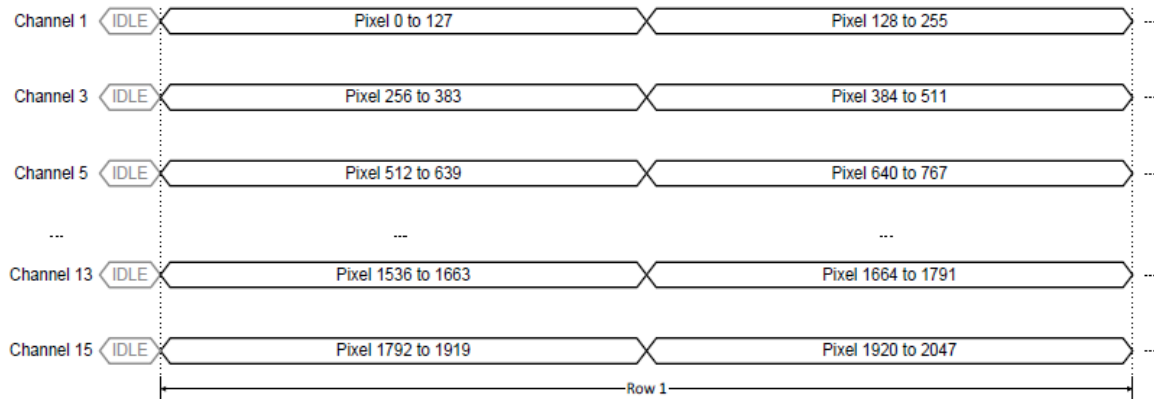 Channel 1 IDLE Pixel 0 to 127 Pixel 128 to 255 ---
Channel 3 IDLE Pixel 256 to 383 Pixel 384 to 511 ---
Channel 5 IDLE Pixel 512 to 639 Pixel 640 to 767 ---
--- --- ---
Channel 13 IDLE Pixel 1536 to 1663 Pixel 1664 to 1791 ---
Channel 15 IDLE Pixel 1792 to 1919 Pixel 1920 to 2047 ---
Row 1